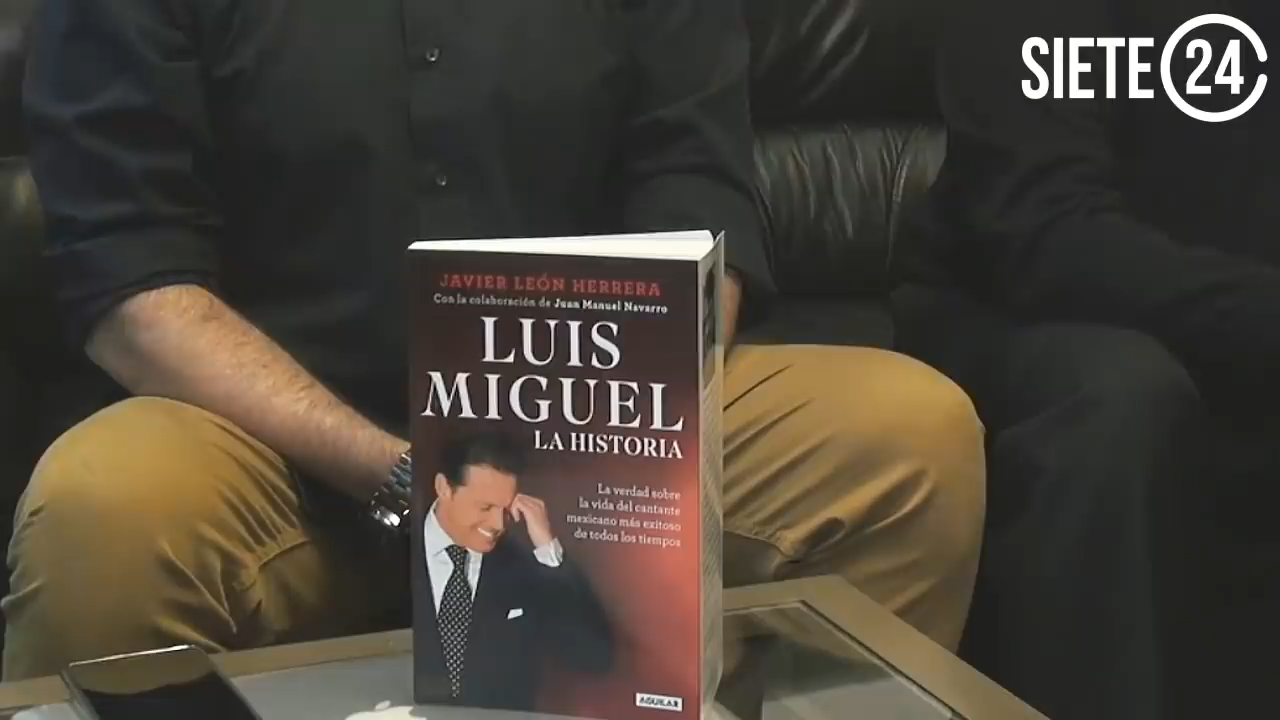 SIETE 24
JAVIER LEÓN HERRERA
Con la colaboración de Juan Manuel Navarro
LUIS
MIGUEL
LA HISTORIA
La verdad sobre
la vida del cantante
mexicano más exitoso
de todos los tiempos
AGUILAR